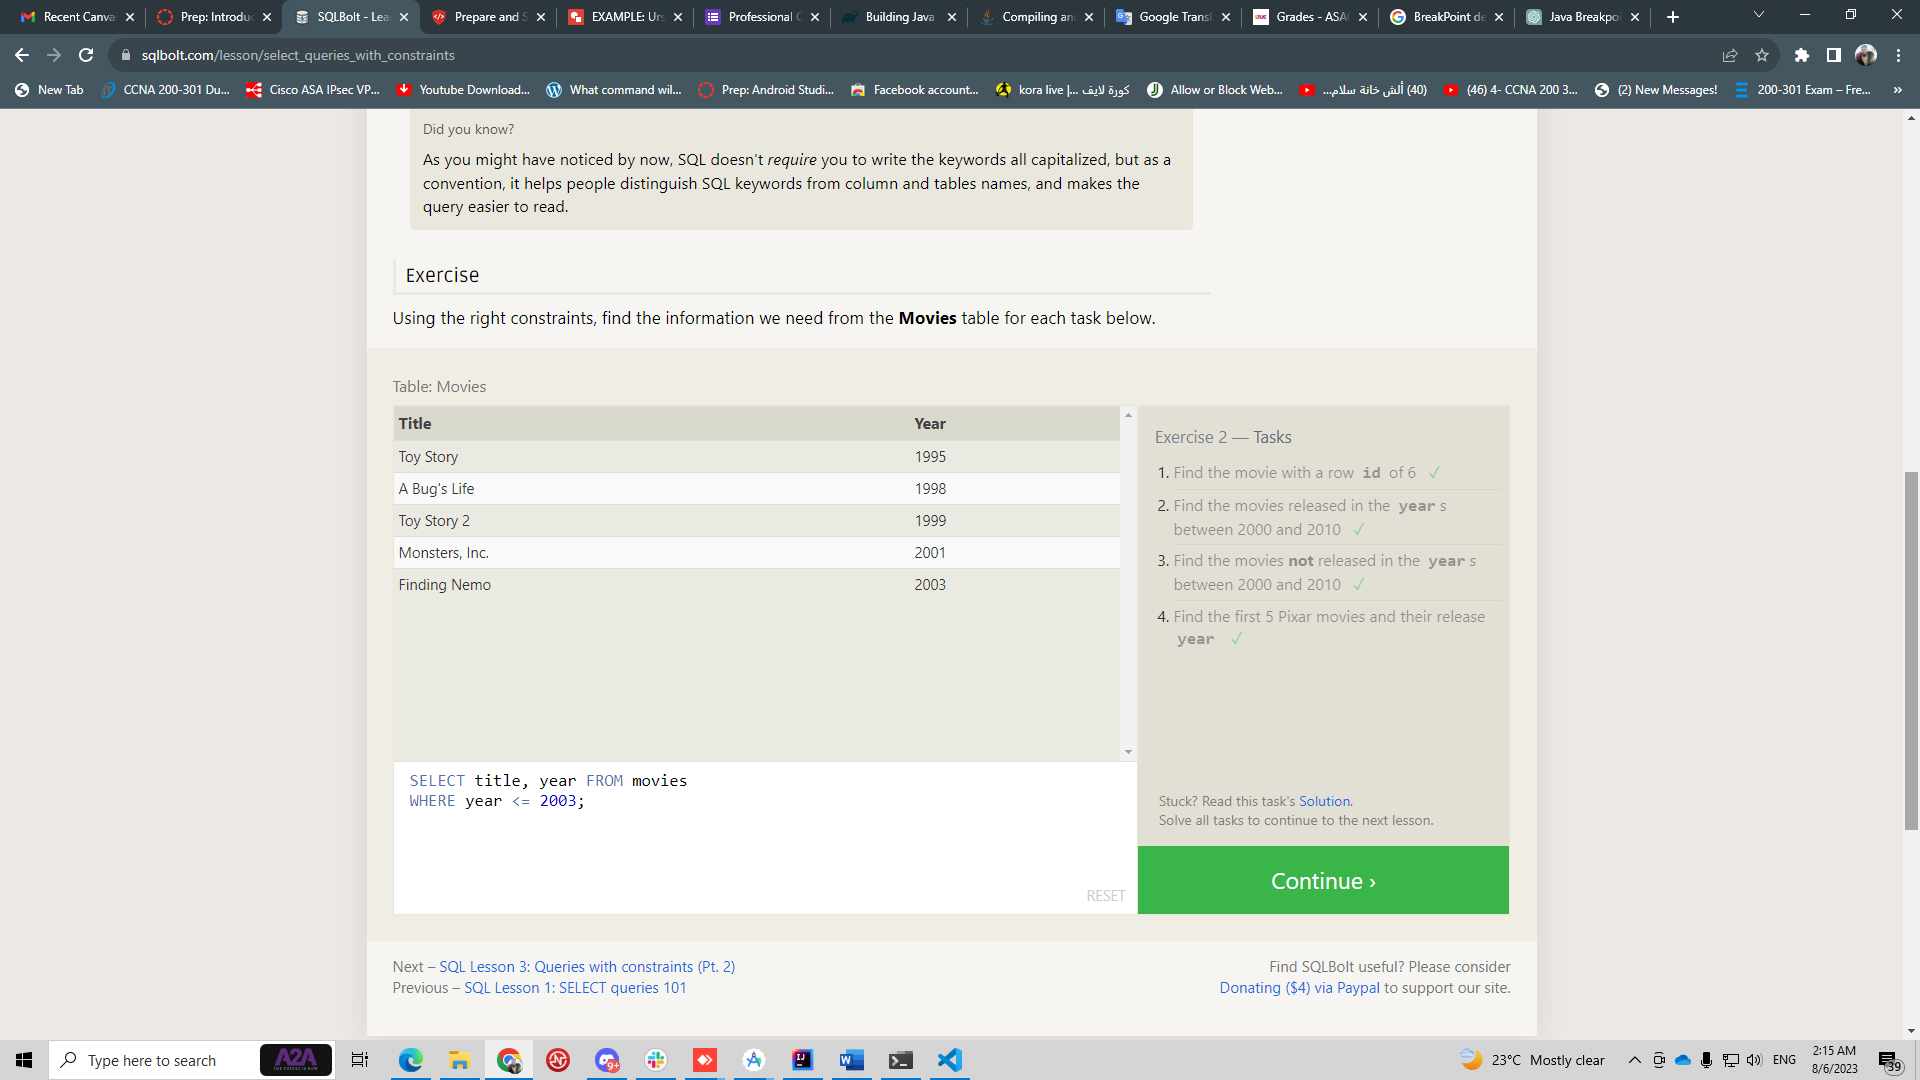 Recent Canva
Prep: Introduc
SQLBolt - Lea
Prepare and S
EXAMPLE: Urs
Professional C
Building Java
Compiling an
Google Transl
Grades - ASAC
BreakPoint de
Java Breakpoi
sqlbolt.com/lesson/select_queries_with_constraints
New Tab
CCNA 200-301 Du...
Cisco ASA IPsec VP...
Youtube Download...
What command wil...
Prep: Android Studi...
Facebook account...
kora live |... كورة لايف
Allow or Block Web...
(40) ألش خانة سلام...
(46) 4- CCNA 200 3...
(2) New Messages!
200-301 Exam – Fre...
»
Did you know?
As you might have noticed by now, SQL doesn't require you to write the keywords all capitalized, but as a
convention, it helps people distinguish SQL keywords from column and tables names, and makes the
query easier to read.
Exercise
Using the right constraints, find the information we need from the Movies table for each task below.
Table: Movies
Title Year
Toy Story 1995
A Bug's Life 1998
Toy Story 2 1999
Monsters, Inc. 2001
Finding Nemo 2003
SELECT title, year FROM movies
WHERE year <= 2003;
RESET
Exercise 2 — Tasks
1. Find the movie with a row id of 6 ✓
2. Find the movies released in the year s
between 2000 and 2010 ✓
3. Find the movies not released in the year s
between 2000 and 2010 ✓
4. Find the first 5 Pixar movies and their release
year ✓
Stuck? Read this task's Solution.
Solve all tasks to continue to the next lesson.
Continue ›
Next – SQL Lesson 3: Queries with constraints (Pt. 2)
Previous – SQL Lesson 1: SELECT queries 101
Find SQLBolt useful? Please consider
Donating ($4) via Paypal to support our site.
Type here to search
A2A
9+
23°C Mostly clear
ENG
2:15 AM
8/6/2023
39